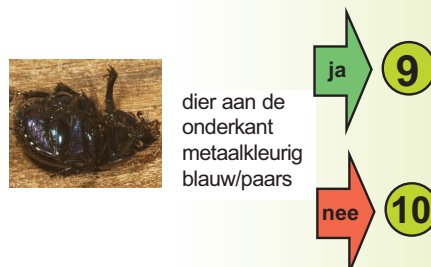 ja
9
dier aan de
onderkant
metaalkleurig
blauw/paars
nee
10